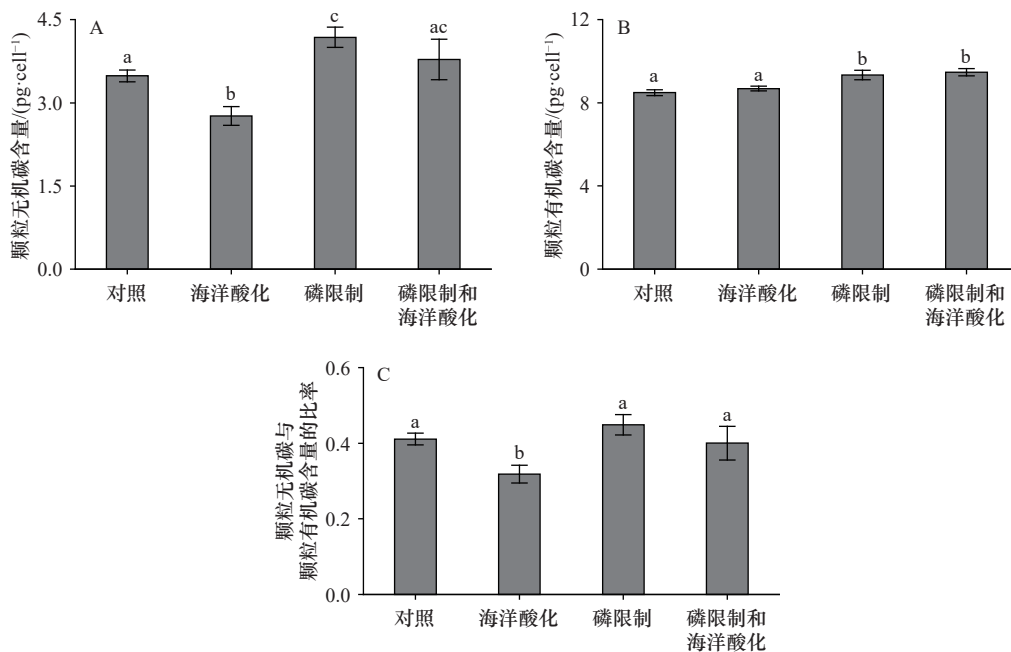 A
颗粒无机碳含量/(pg·cell⁻¹)
4.5
3.0
1.5
0.0
a
b
c
ac
对照
海洋酸化
磷限制
磷限制和
海洋酸化
B
颗粒有机碳含量/(pg·cell⁻¹)
12
8
4
0
a
a
b
b
对照
海洋酸化
磷限制
磷限制和
海洋酸化
C
颗粒无机碳与
颗粒有机碳含量的比率
0.6
0.4
0.2
0.0
a
b
a
a
对照
海洋酸化
磷限制
磷限制和
海洋酸化